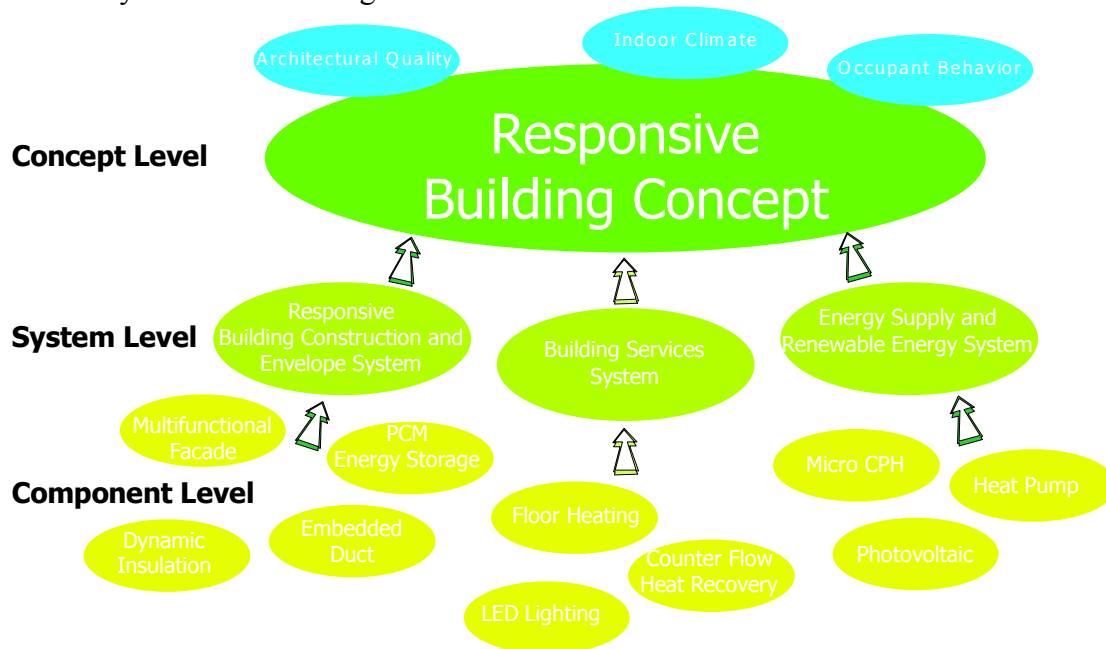 Architectural Quality
Indoor Climate
Occupant Behavior
Concept Level
Responsive
Building Concept
System Level
Responsive
Building Construction and
Envelope System
Building Services
System
Energy Supply and
Renewable Energy System
Component Level
Multifunctional
Facade
PCM
Energy Storage
Dynamic
Insulation
Embedded
Duct
Floor Heating
Counter Flow
Heat Recovery
LED Lighting
Micro CPH
Heat Pump
Photovoltaic